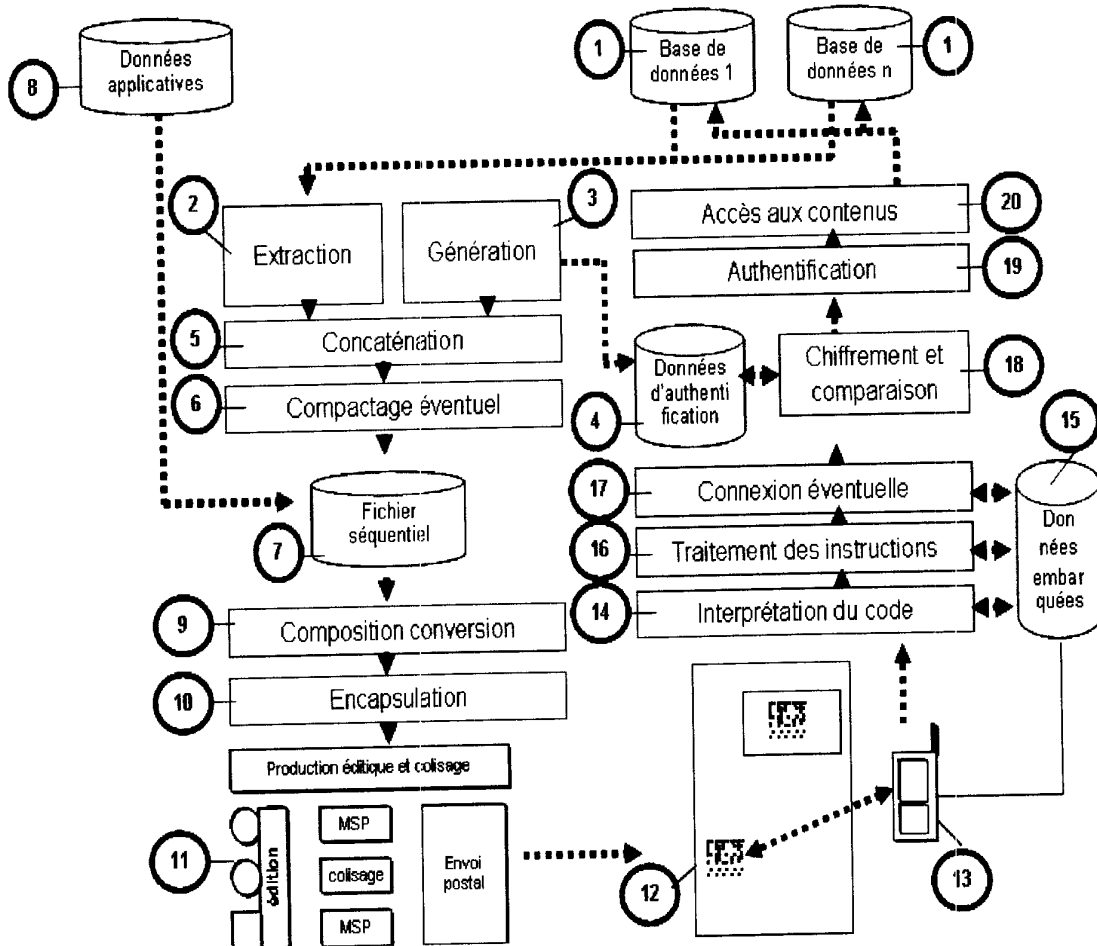 Données
applicatives
8
1
Base de
données 1
Base de
données n
1
2
Extraction
3
Génération
Accès aux contenus
20
Authentification
19
5
Concaténation
6
Compactage éventuel
Données
d'authenti
fication
4
Chiffrement et
comparaison
18
15
Fichier
séquentiel
7
17
Connexion éventuelle
16
Traitement des instructions
14
Interprétation du code
Don
nées
embar
quées
9
Composition conversion
10
Encapsulation
Production éditique et colisage
11
édition
MSP
colisage
MSP
Envoi
postal
12
13